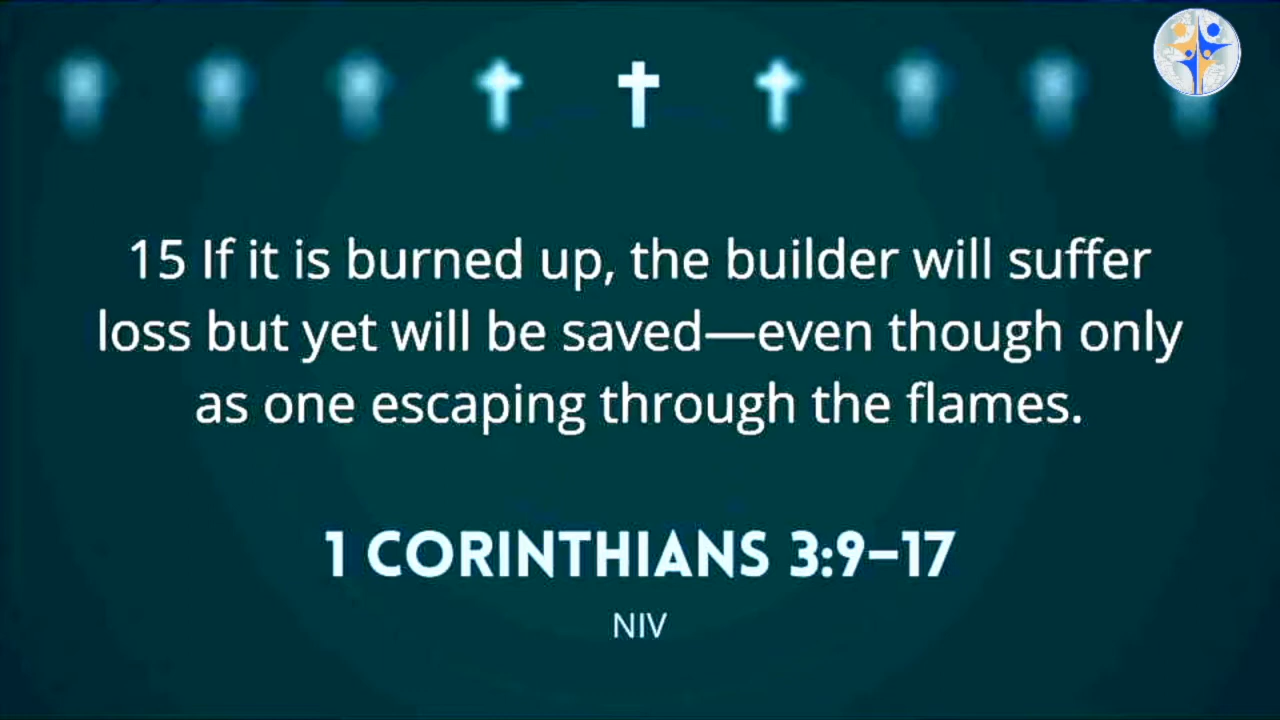 15 If it is burned up, the builder will suffer
loss but yet will be saved—even though only
as one escaping through the flames.
1 CORINTHIANS 3:9–17
NIV